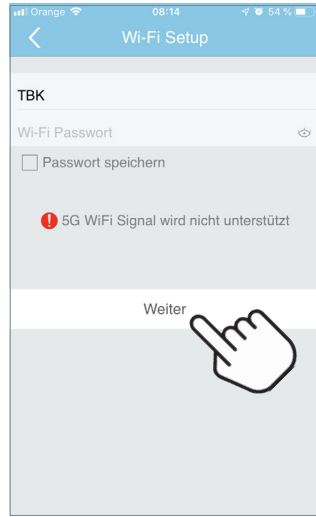 Orange 08:14 54 %
Wi-Fi Setup
TBK
Wi-Fi Passwort
Passwort speichern
5G WiFi Signal wird nicht unterstützt
Weiter